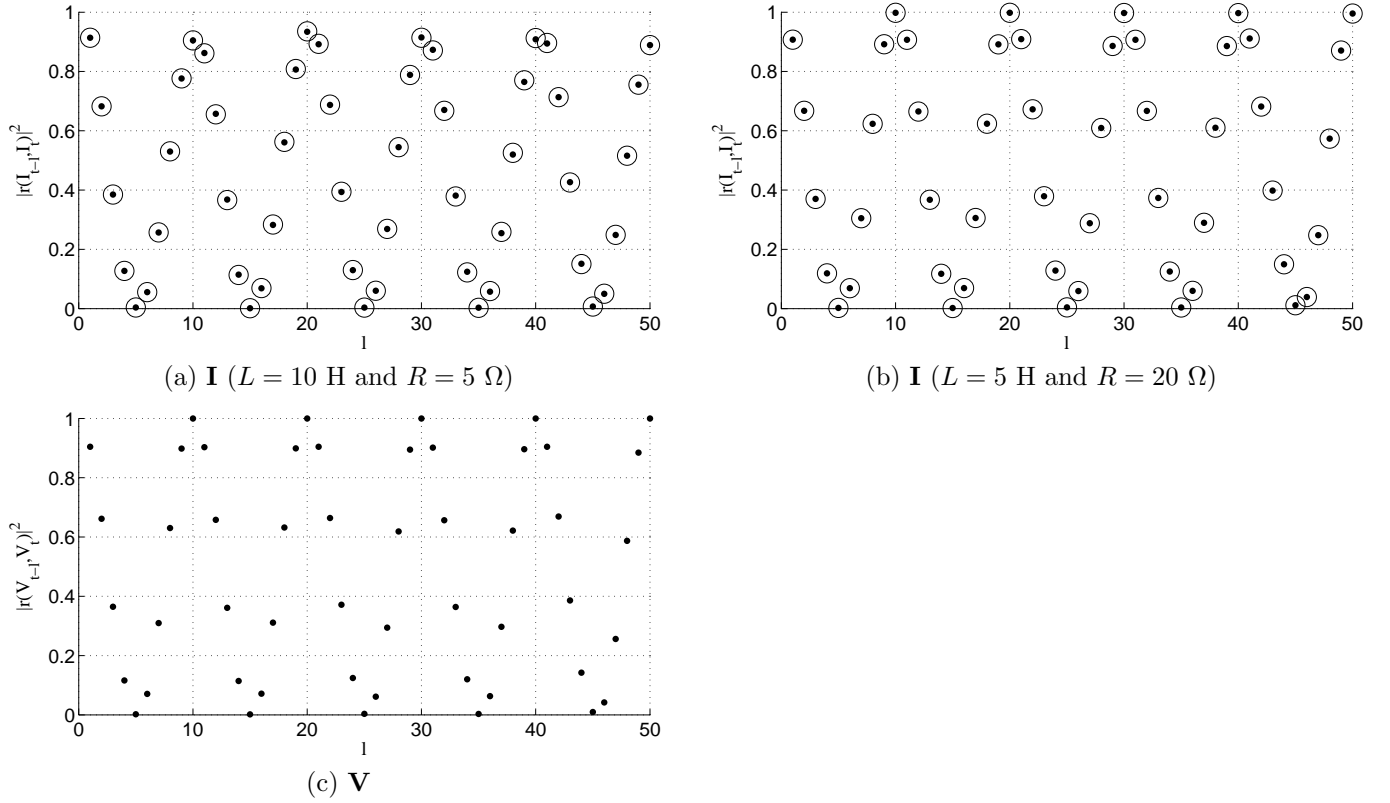 1
0.8
0.6
0.4
0.2
0
|r(I_{t−l},I_t)|^2
0 10 20 30 40 50
l
(a) I (L = 10 H and R = 5 Ω)
1
0.8
0.6
0.4
0.2
0
|r(I_{t−l},I_t)|^2
0 10 20 30 40 50
l
(b) I (L = 5 H and R = 20 Ω)
1
0.8
0.6
0.4
0.2
0
|r(V_{t−l},V_t)|^2
0 10 20 30 40 50
l
(c) V